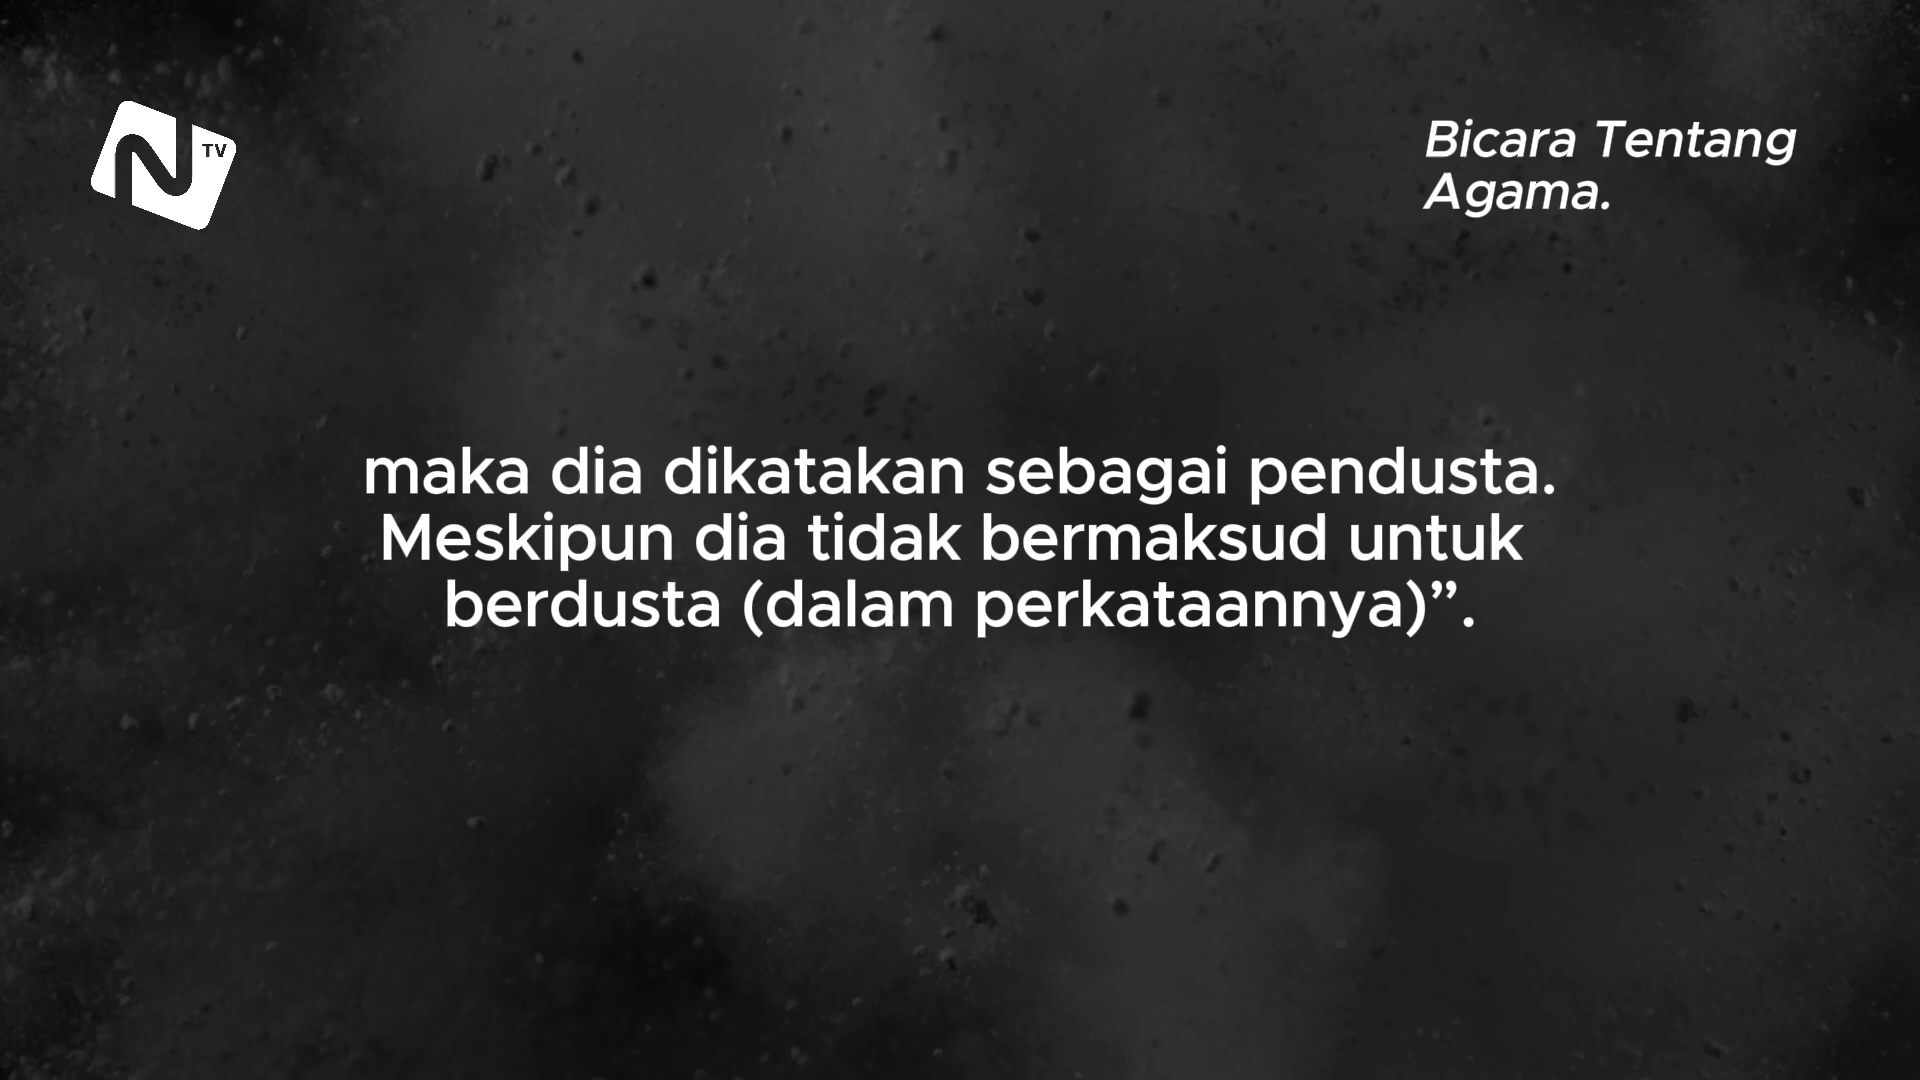 N TV
Bicara Tentang
Agama.
maka dia dikatakan sebagai pendusta.
Meskipun dia tidak bermaksud untuk
berdusta (dalam perkataannya)”.